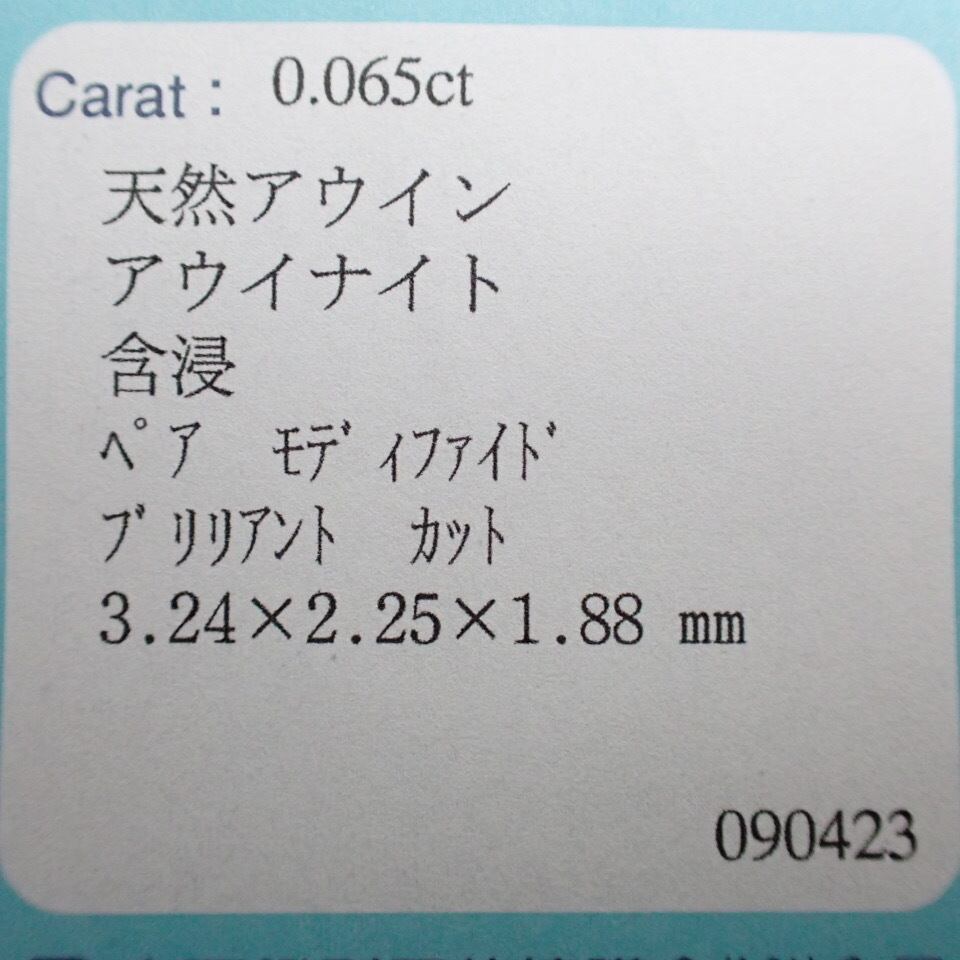 Carat : 0.065ct
天然アウイン
アウイナイト
含浸
ﾍﾟｱ　ﾓﾃﾞｨﾌｧｲﾄﾞ
ﾌﾞﾘﾘｱﾝﾄ　ｶｯﾄ
3.24×2.25×1.88 mm
090423